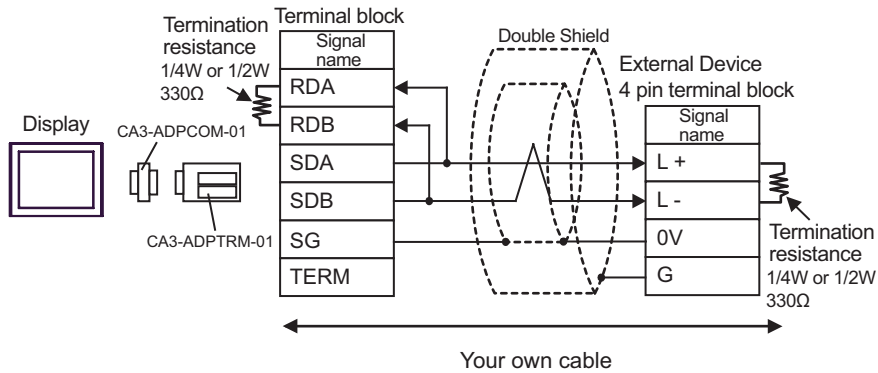 Terminal block
Termination
resistance
1/4W or 1/2W
330Ω
Signal
name
RDA
RDB
SDA
SDB
SG
TERM
Display
CA3-ADPCOM-01
CA3-ADPTRM-01
Double Shield
External Device
4 pin terminal block
Signal
name
L +
L -
0V
G
Termination
resistance
1/4W or 1/2W
330Ω
Your own cable